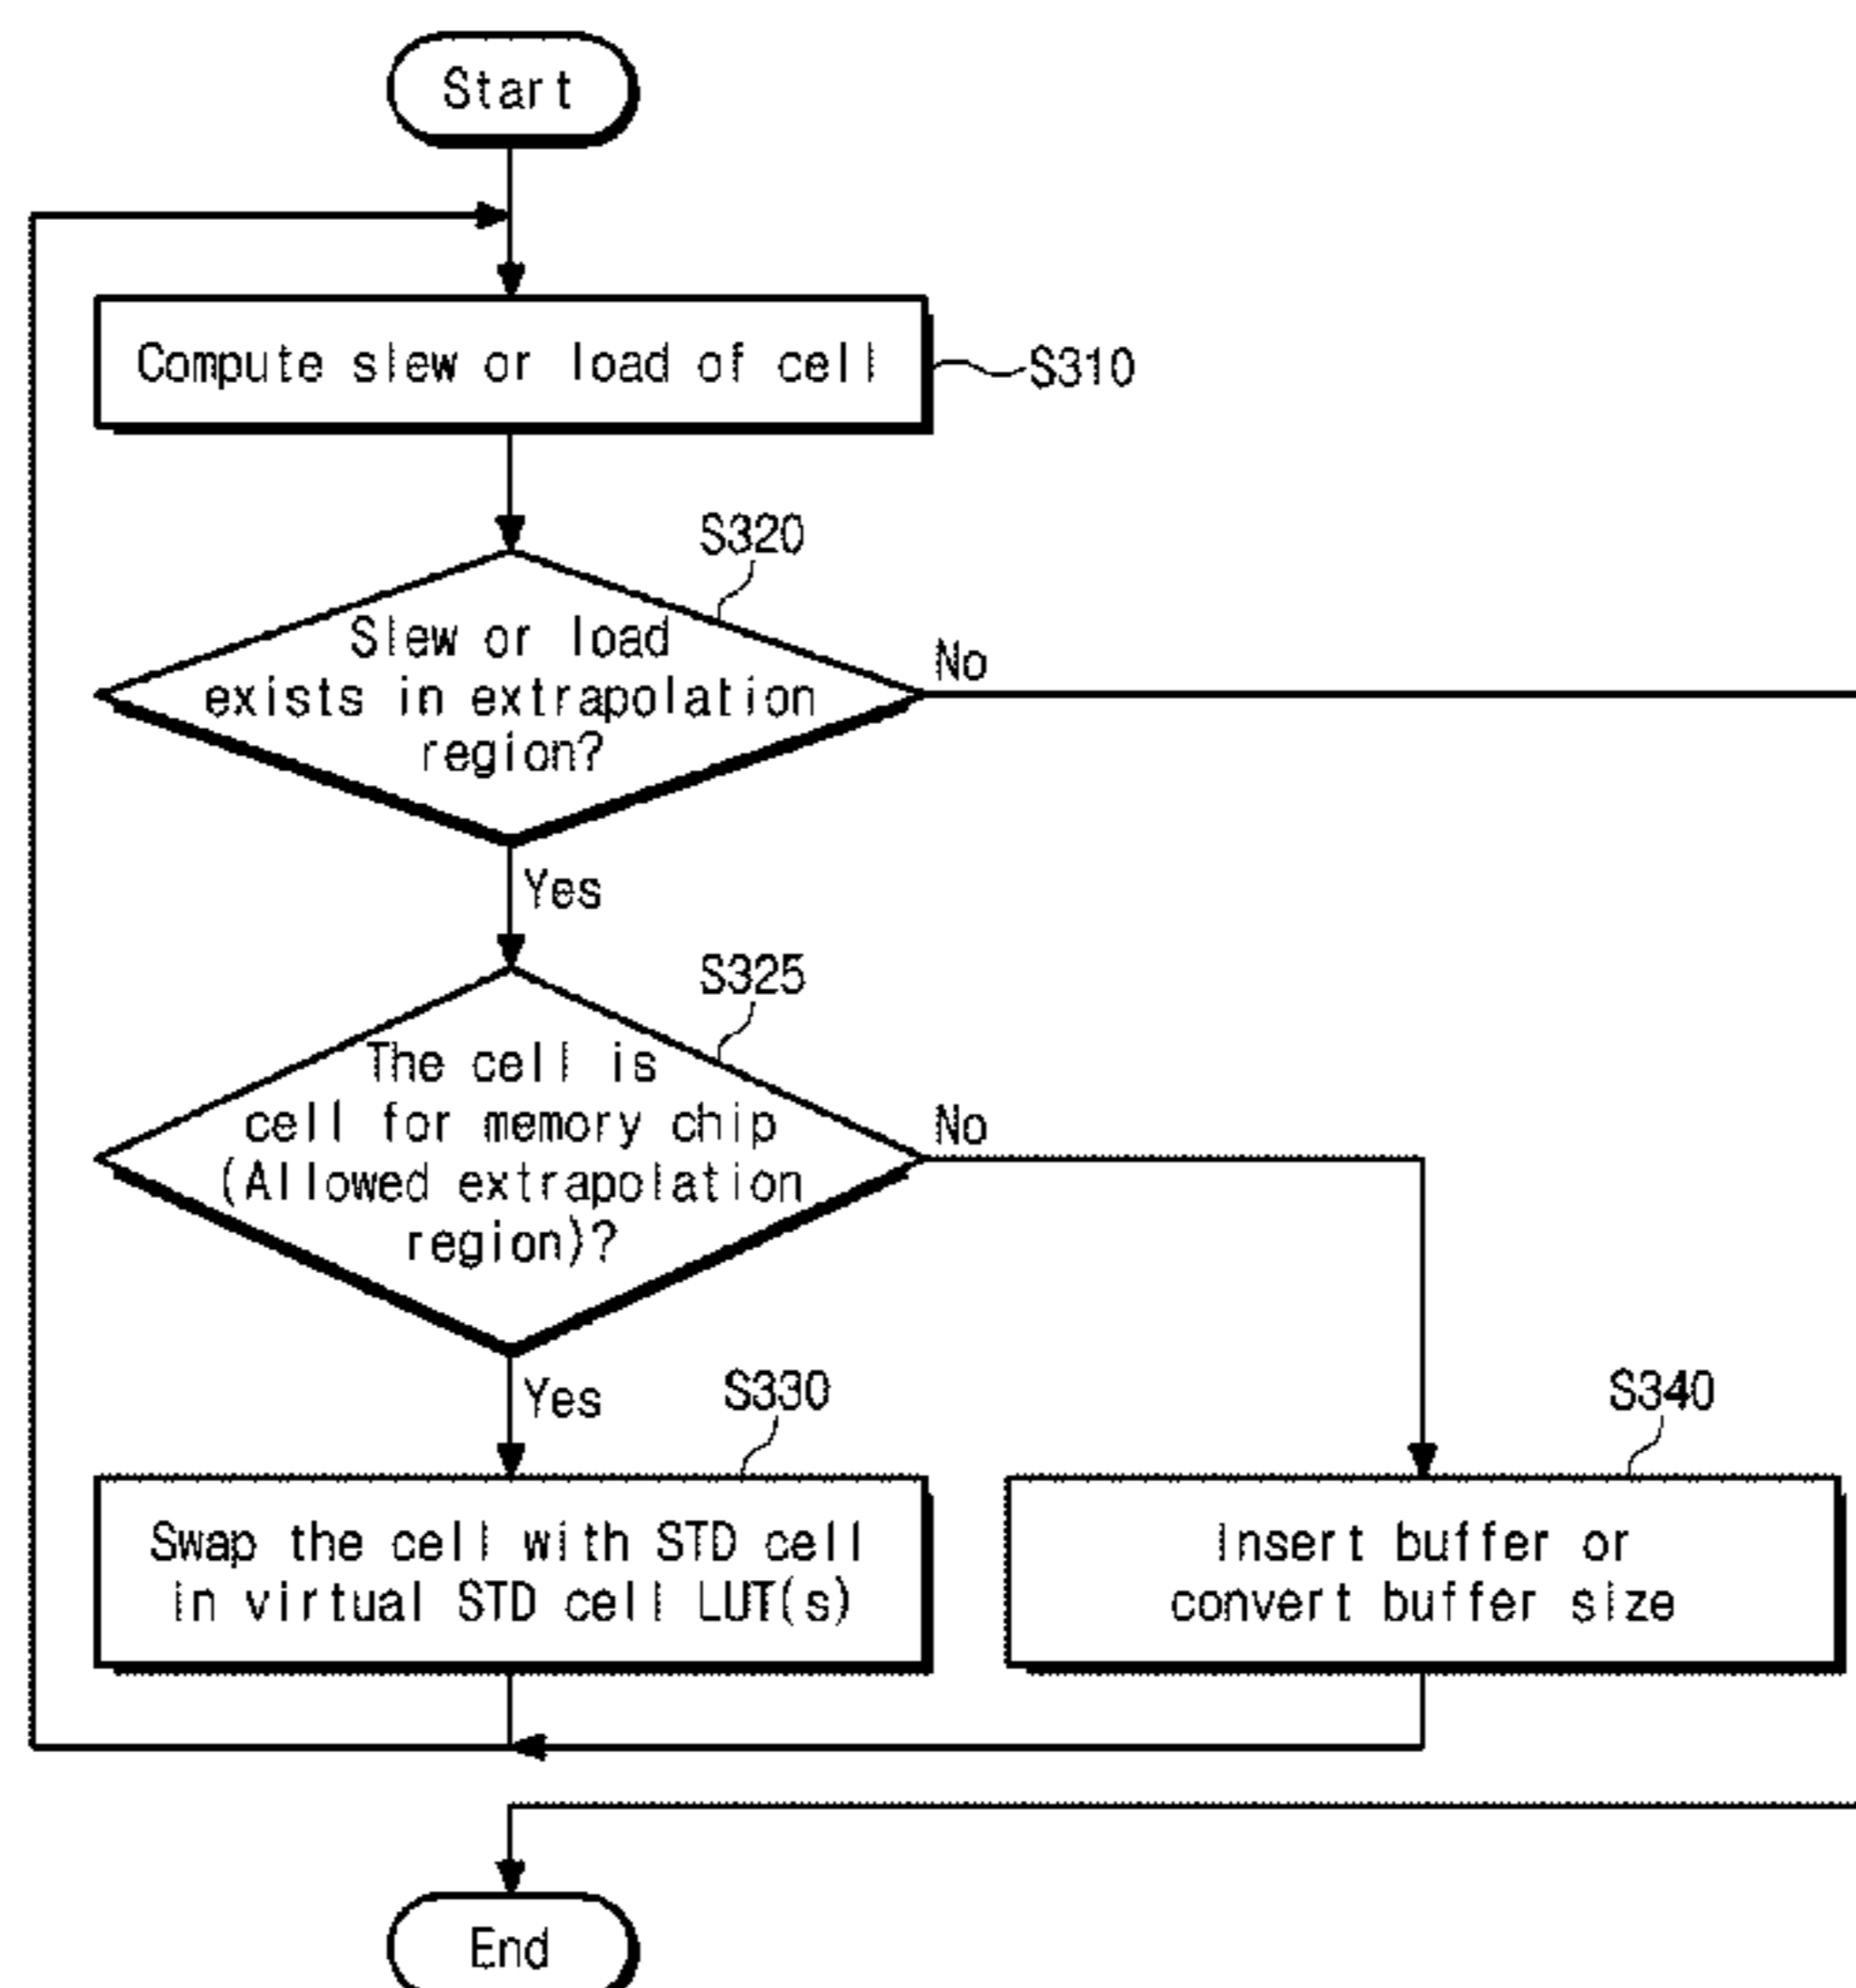 Start
Compute slew or load of cell
S310
S320
Slew or load
exists in extrapolation
region?
No
Yes
S325
The cell is
cell for memory chip
(Allowed extrapolation
region)?
No
Yes
S330
Swap the cell with STD cell
in virtual STD cell LUT(s)
S340
Insert buffer or
convert buffer size
End